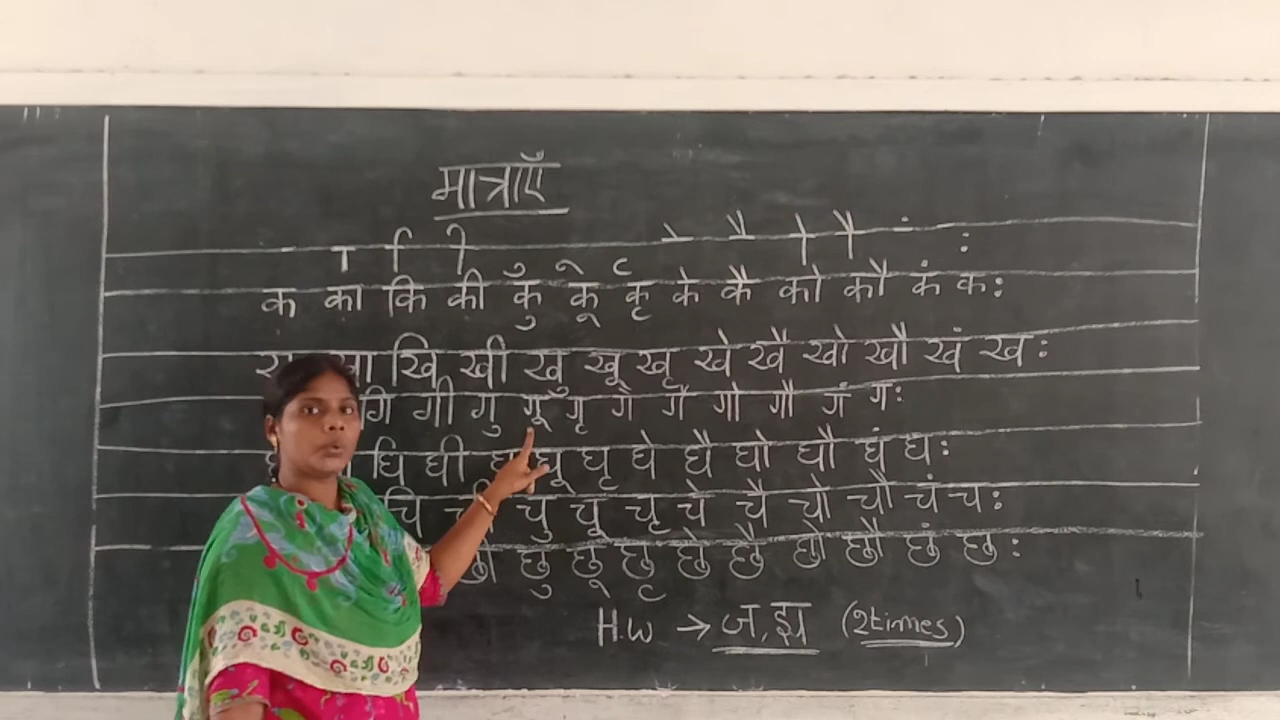 मात्राएँ
ा ि ी ु ू ृ े ै ो ौ ं ः
क का कि की कु कू कृ के कै को कौ कं कः
खि खी खु खू खृ खे खै खो खौ खं खः
गि गी गु गू गृ गे गै गो गौ गं गः
घि घी घु घू घृ घे घै घो घौ घं घः
चि ची चु चू चृ चे चै चो चौ चं चः
छी छु छू छृ छे छै छो छौ छं छः
H.W → ज, झ (2times)